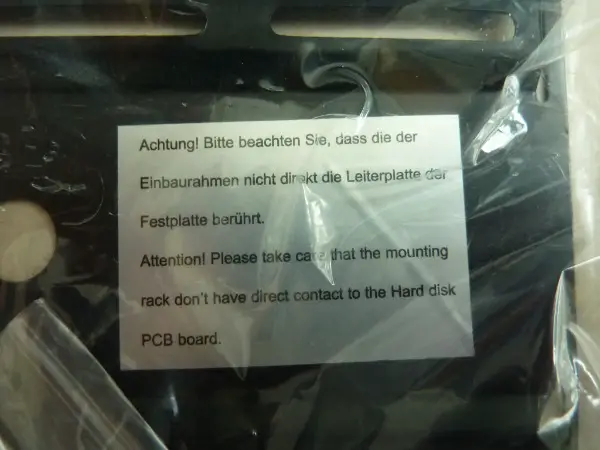 Achtung! Bitte beachten Sie, dass die der
Einbaurahmen nicht direkt die Leiterplatte der
Festplatte berührt.
Attention! Please take care that the mounting
rack don't have direct contact to the Hard disk
PCB board.